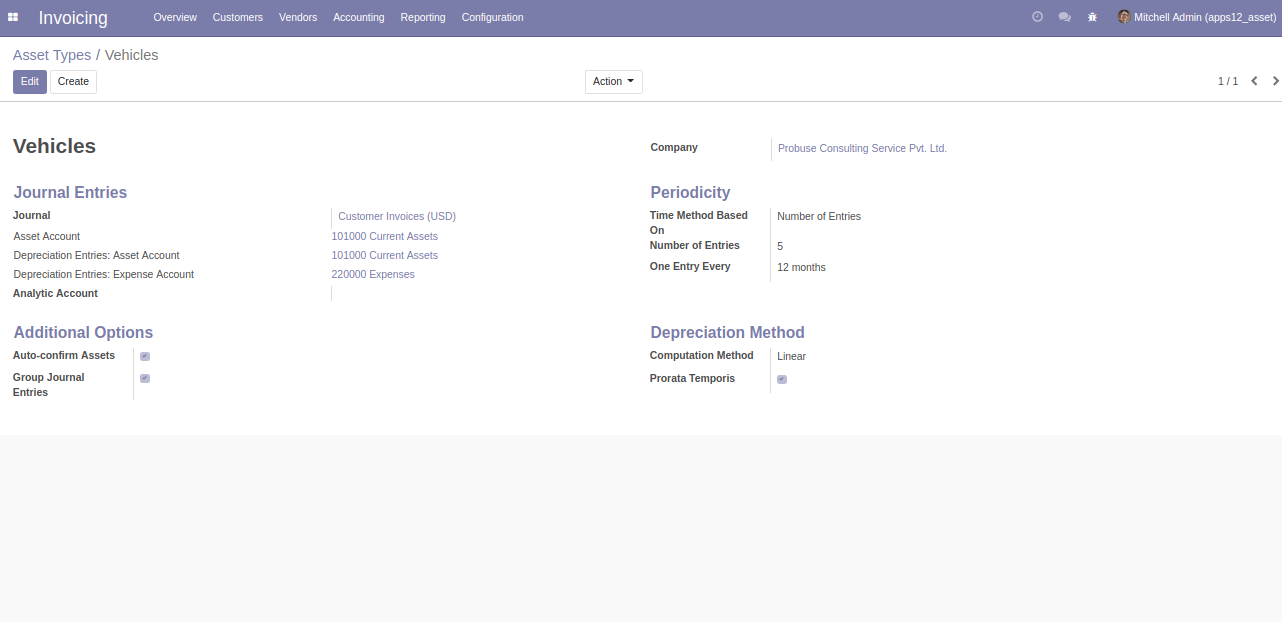 Invoicing Overview Customers Vendors Accounting Reporting Configuration Mitchell Admin (apps12_asset)
Asset Types / Vehicles
Edit Create Action 1 / 1
Vehicles
Company Probuse Consulting Service Pvt. Ltd.
Journal Entries
Journal Customer Invoices (USD)
Asset Account 101000 Current Assets
Depreciation Entries: Asset Account 101000 Current Assets
Depreciation Entries: Expense Account 220000 Expenses
Analytic Account
Periodicity
Time Method Based Number of Entries
On
Number of Entries 5
One Entry Every 12 months
Additional Options
Auto-confirm Assets
Group Journal
Entries
Depreciation Method
Computation Method Linear
Prorata Temporis